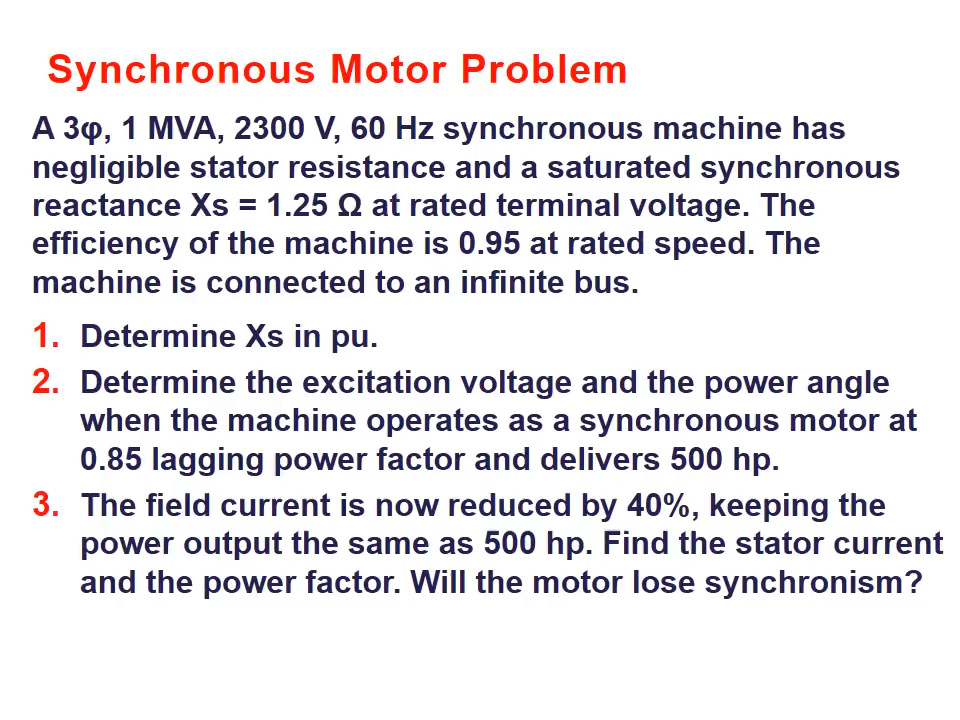 Synchronous Motor Problem
A 3φ, 1 MVA, 2300 V, 60 Hz synchronous machine has
negligible stator resistance and a saturated synchronous
reactance Xs = 1.25 Ω at rated terminal voltage. The
efficiency of the machine is 0.95 at rated speed. The
machine is connected to an infinite bus.
1. Determine Xs in pu.
2. Determine the excitation voltage and the power angle
when the machine operates as a synchronous motor at
0.85 lagging power factor and delivers 500 hp.
3. The field current is now reduced by 40%, keeping the
power output the same as 500 hp. Find the stator current
and the power factor. Will the motor lose synchronism?